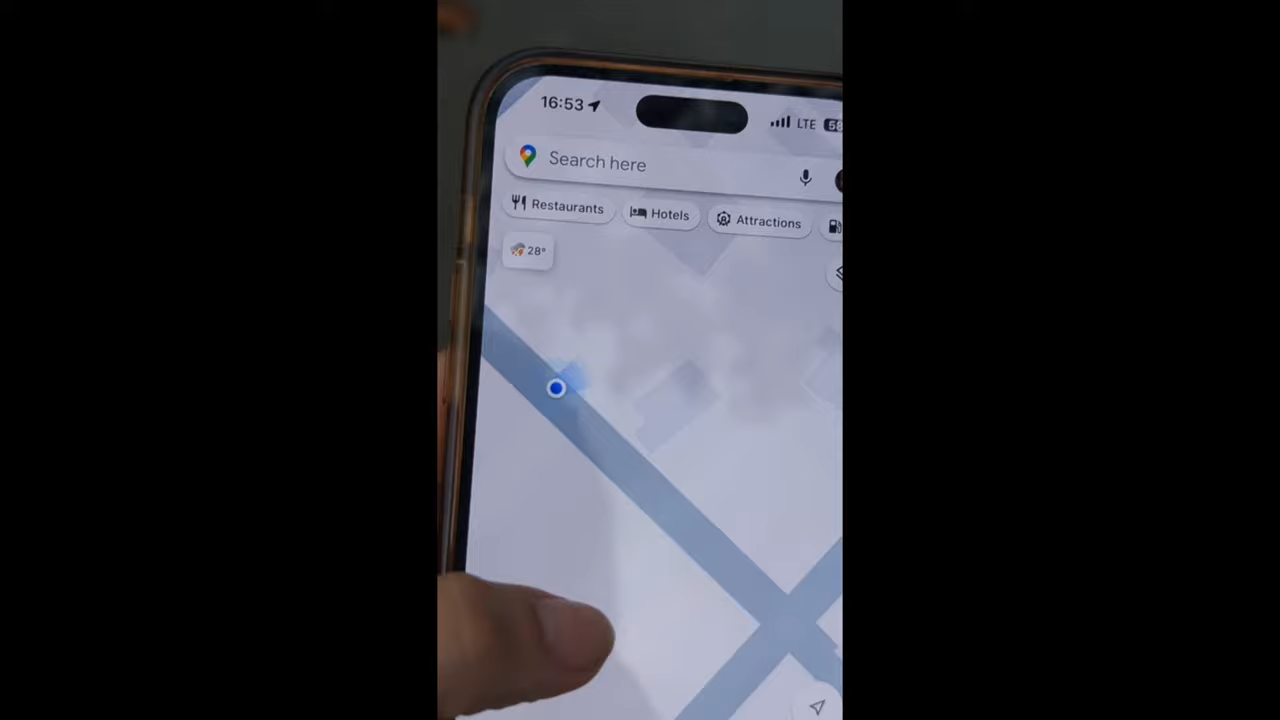 16:53
LTE
Search here
Restaurants
Hotels
Attractions
28°